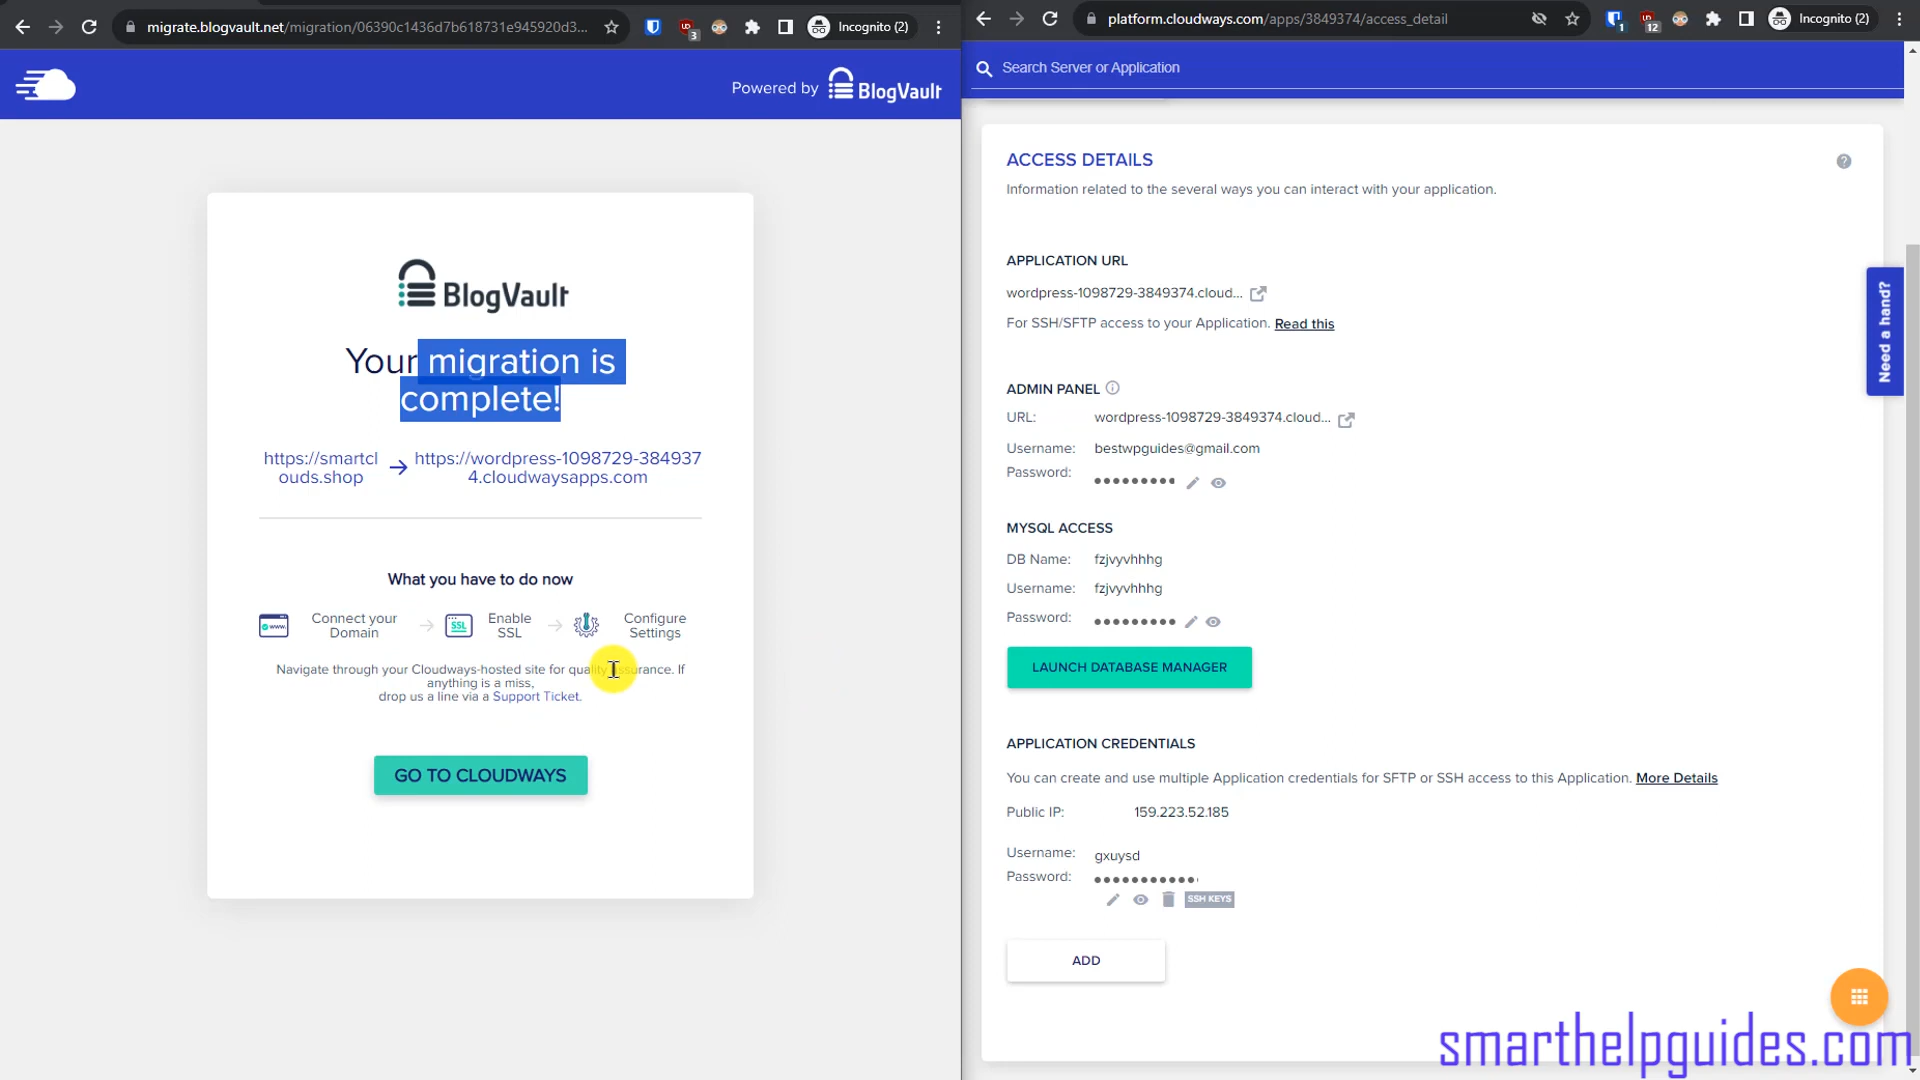 migrate.blogvault.net/migration/06390c1436d7b618731e945920d3...
3
Incognito (2)
Powered by BlogVault
BlogVault
Your migration is
complete!
https://smartcl
ouds.shop
https://wordpress-1098729-384937
4.cloudwaysapps.com
What you have to do now
Connect your
Domain
Enable
SSL
Configure
Settings
Navigate through your Cloudways-hosted site for quality assurance. If
anything is a miss,
drop us a line via a Support Ticket.
GO TO CLOUDWAYS
platform.cloudways.com/apps/3849374/access_detail
1
12
Incognito (2)
Search Server or Application
ACCESS DETAILS
Information related to the several ways you can interact with your application.
APPLICATION URL
wordpress-1098729-3849374.cloud...
For SSH/SFTP access to your Application. Read this
ADMIN PANEL
URL: wordpress-1098729-3849374.cloud...
Username: bestwpguides@gmail.com
Password:
MYSQL ACCESS
DB Name: fzjvyvhhhg
Username: fzjvyvhhhg
Password:
LAUNCH DATABASE MANAGER
APPLICATION CREDENTIALS
You can create and use multiple Application credentials for SFTP or SSH access to this Application. More Details
Public IP: 159.223.52.185
Username: gxuysd
Password:
SSH KEYS
ADD
Need a hand?
smarthelpguides.com